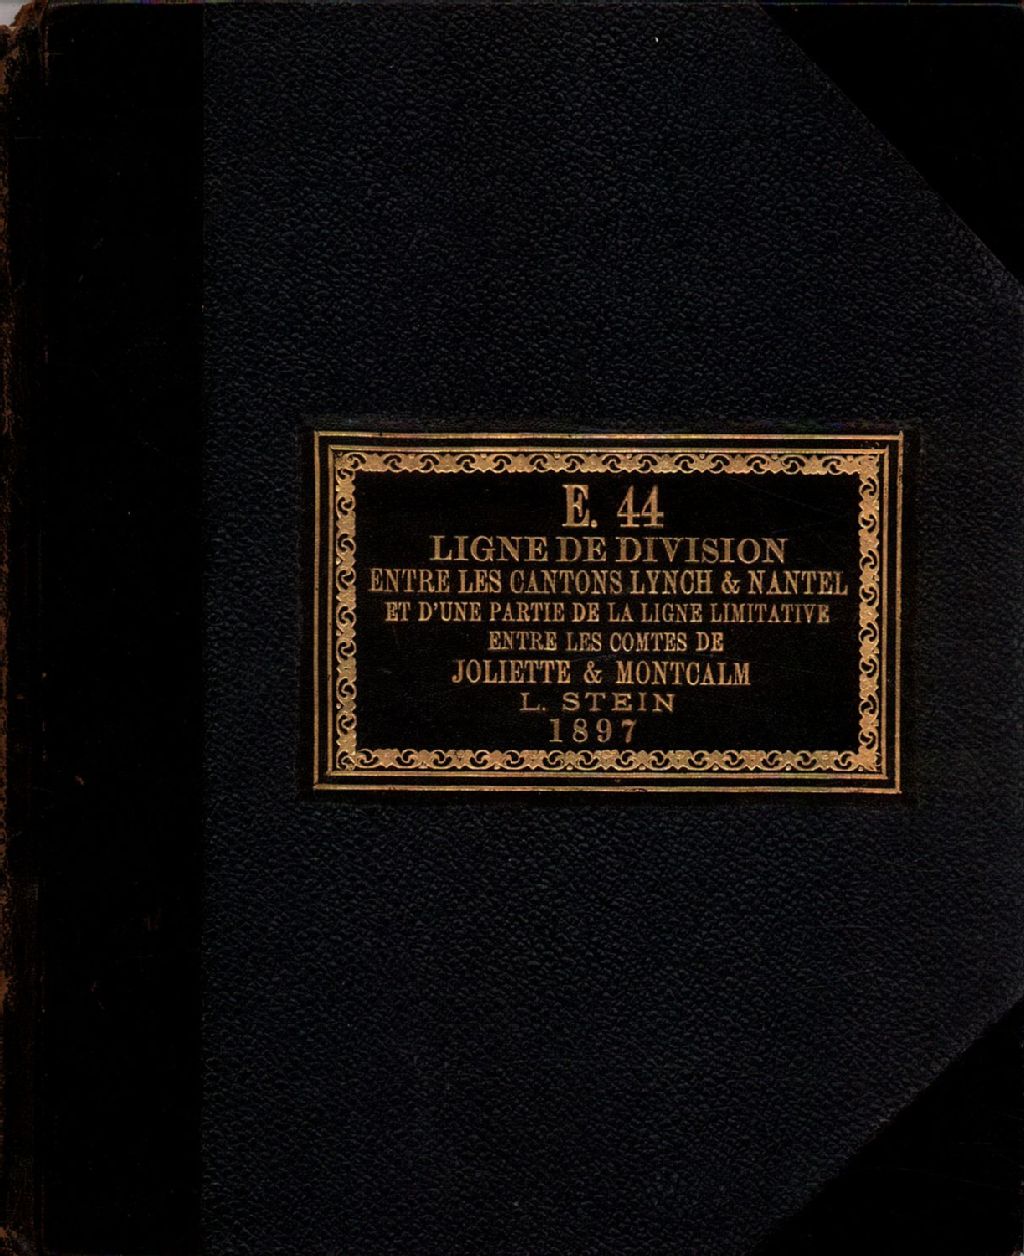 E. 44
LIGNE DE DIVISION
ENTRE LES CANTONS LYNCH & NANTEL
ET D'UNE PARTIE DE LA LIGNE LIMITATIVE
ENTRE LES COMTES DE
JOLIETTE & MONTCALM
L. STEIN
1897